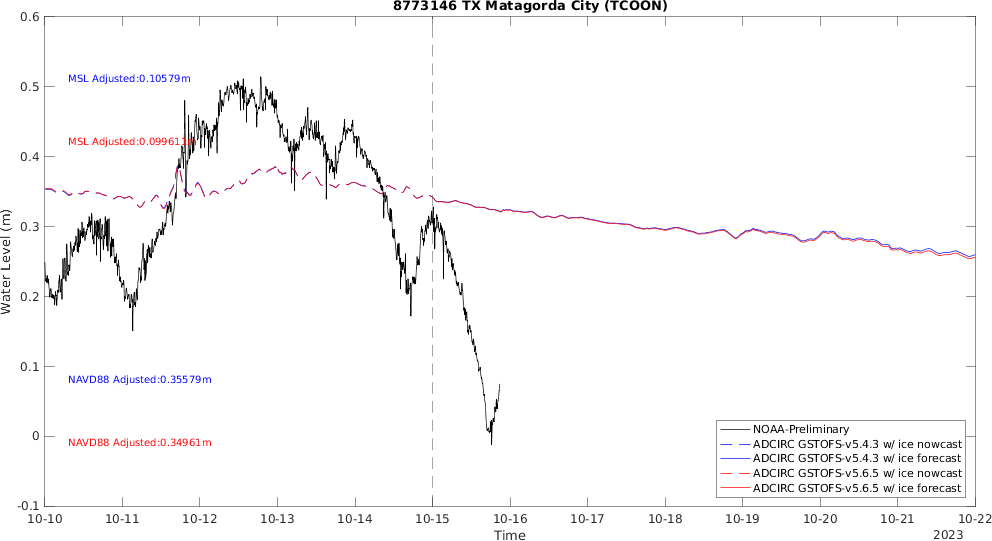 8773146 TX Matagorda City (TCOON)
0.6
0.5
0.4
0.3
0.2
0.1
0
-0.1
Water Level (m)
MSL Adjusted:0.10579m
MSL Adjusted:0.099611m
NAVD88 Adjusted:0.35579m
NAVD88 Adjusted:0.34961m
NOAA-Preliminary
ADCIRC GSTOFS-v5.4.3 w/ ice nowcast
ADCIRC GSTOFS-v5.4.3 w/ ice forecast
ADCIRC GSTOFS-v5.6.5 w/ ice nowcast
ADCIRC GSTOFS-v5.6.5 w/ ice forecast
10-10 10-11 10-12 10-13 10-14 10-15 10-16 10-17 10-18 10-19 10-20 10-21 10-22
Time
2023